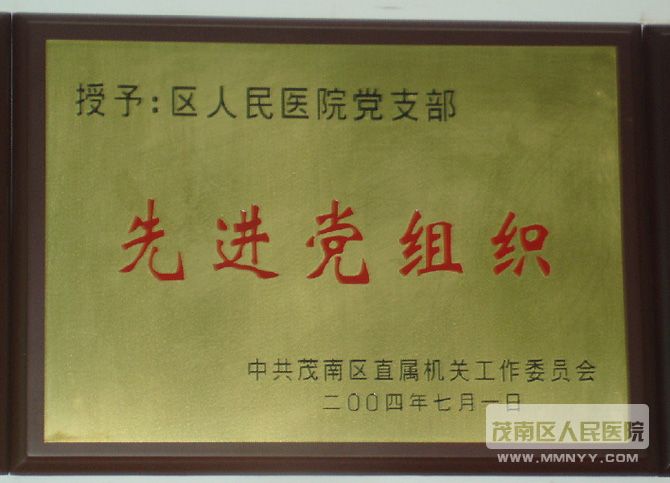 授予：区人民医院党支部
先进党组织
中共茂南区直属机关工作委员会
二00四年七月一日
茂南区人民医院
WWW.MMNYY.COM